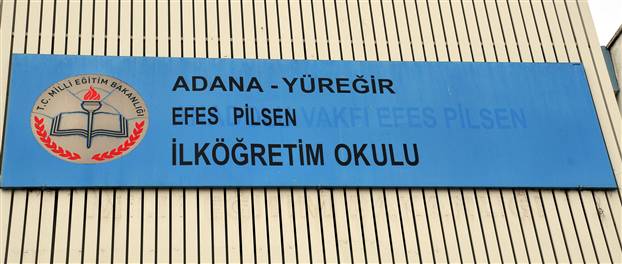 T.C. MİLLİ EĞİTİM BAKANLIĞI
ADANA - YÜREĞİR
EFES PİLSEN VAKFI EFES PİLSEN
İLKÖĞRETİM OKULU